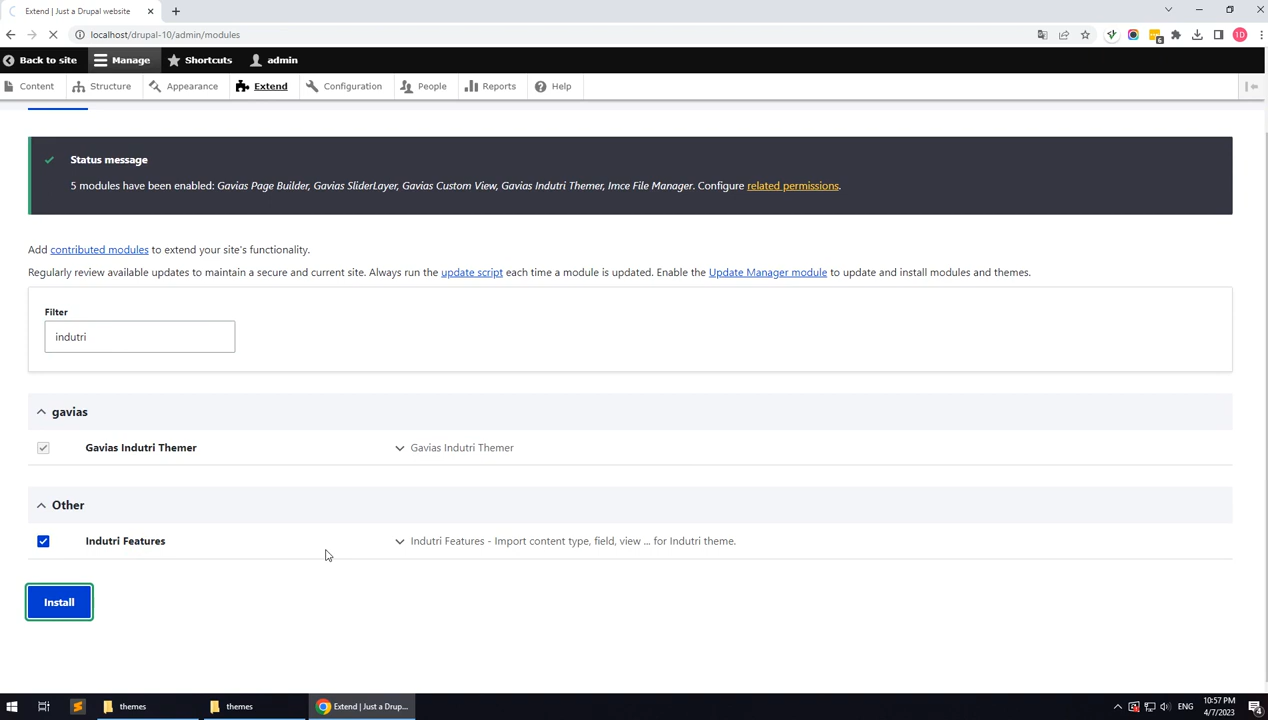 Extend | Just a Drupal website
localhost/drupal-10/admin/modules
6
1D
Back to site
Manage
Shortcuts
admin
Content
Structure
Appearance
Extend
Configuration
People
Reports
Help
Status message
5 modules have been enabled: Gavias Page Builder, Gavias SliderLayer, Gavias Custom View, Gavias Indutri Themer, Imce File Manager. Configure related permissions.
Add contributed modules to extend your site's functionality.
Regularly review available updates to maintain a secure and current site. Always run the update script each time a module is updated. Enable the Update Manager module to update and install modules and themes.
Filter
indutri
gavias
Gavias Indutri Themer
Gavias Indutri Themer
Other
Indutri Features
Indutri Features - Import content type, field, view ... for Indutri theme.
Install
themes
themes
Extend | Just a Drup...
ENG
10:57 PM
4/7/2023
4